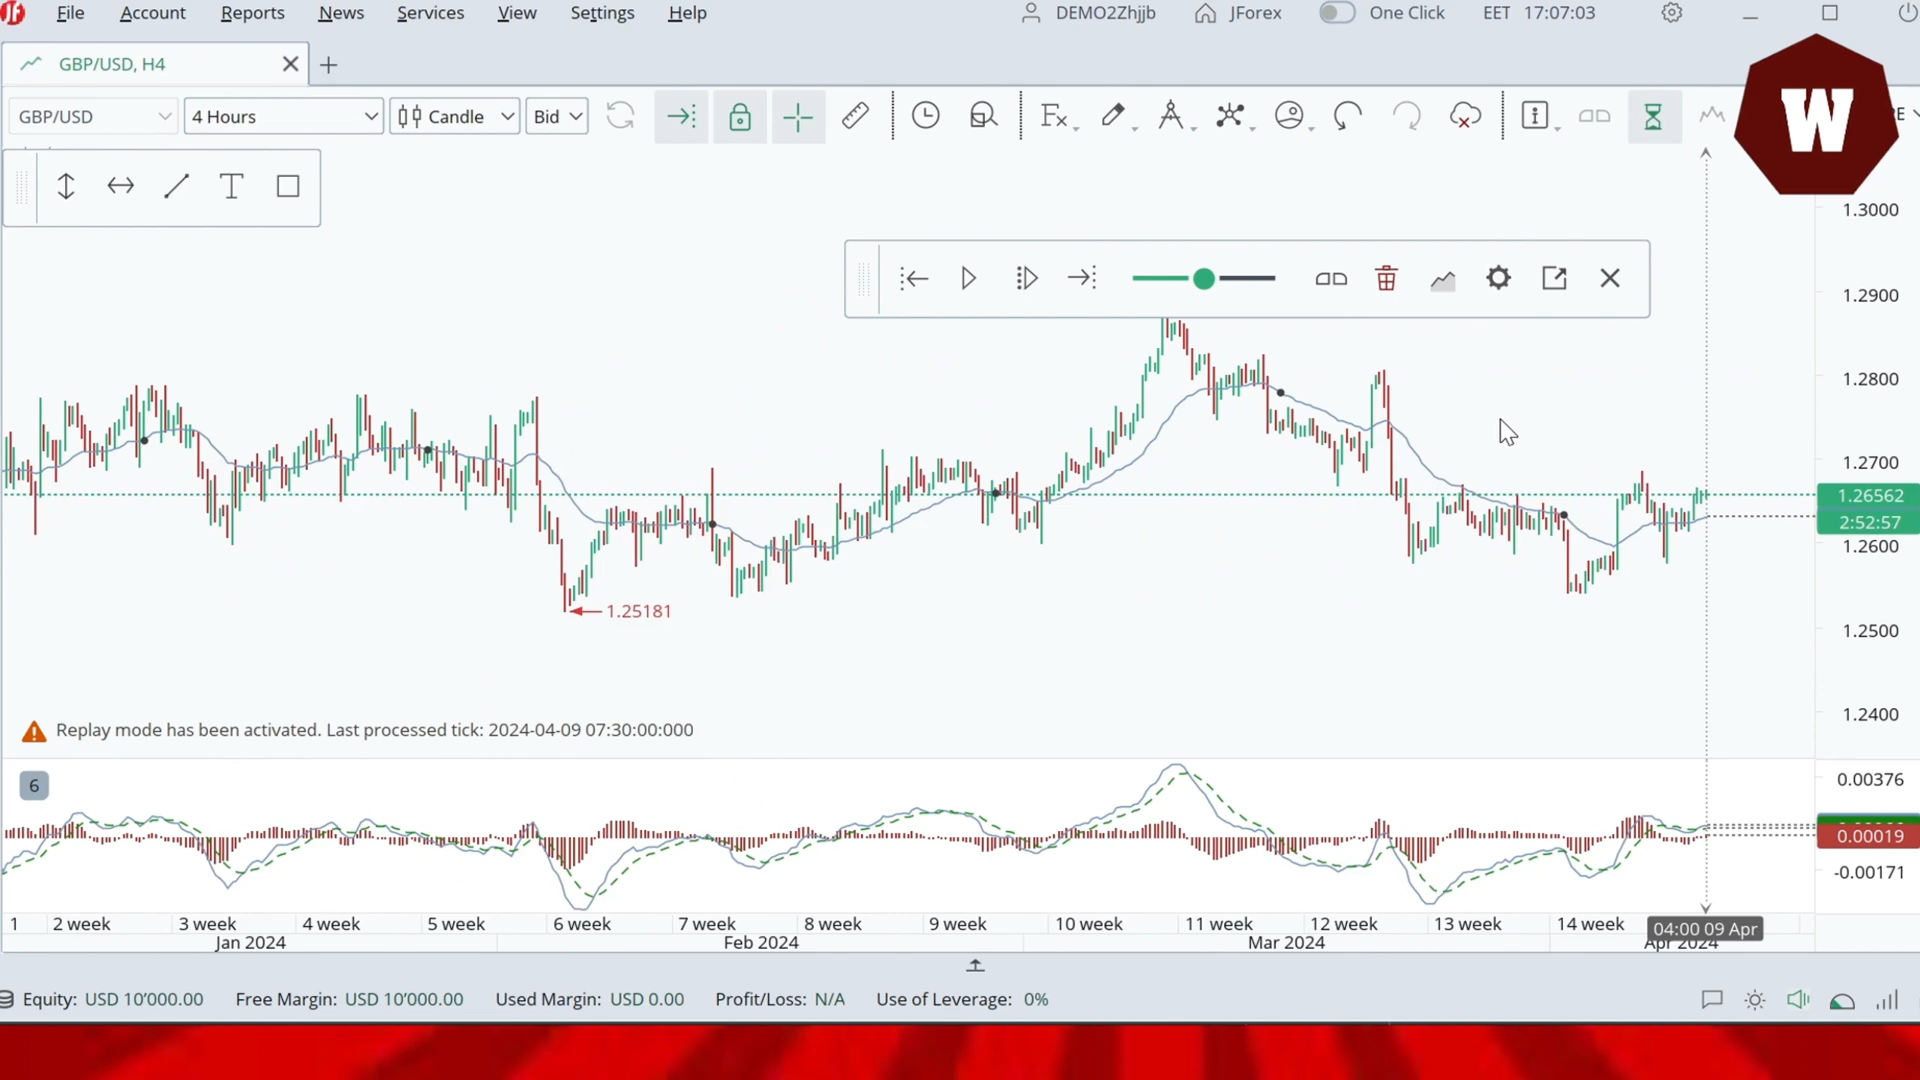 File Account Reports News Services View Settings Help DEMO2Zhjjb JForex One Click EET 17:07:03
GBP/USD, H4
W
GBP/USD 4 Hours Candle Bid Fx E
T
1.3000
1.2900
1.2800
1.2700
1.26562
2:52:57
1.2600
1.25181
1.2500
1.2400
Replay mode has been activated. Last processed tick: 2024-04-09 07:30:00:000
6
0.00376
0.00019
-0.00171
1 2 week 3 week 4 week 5 week 6 week 7 week 8 week 9 week 10 week 11 week 12 week 13 week 14 week 04:00 09 Apr
Jan 2024 Feb 2024 Mar 2024 Apr 2024
Equity: USD 10'000.00 Free Margin: USD 10'000.00 Used Margin: USD 0.00 Profit/Loss: N/A Use of Leverage: 0%